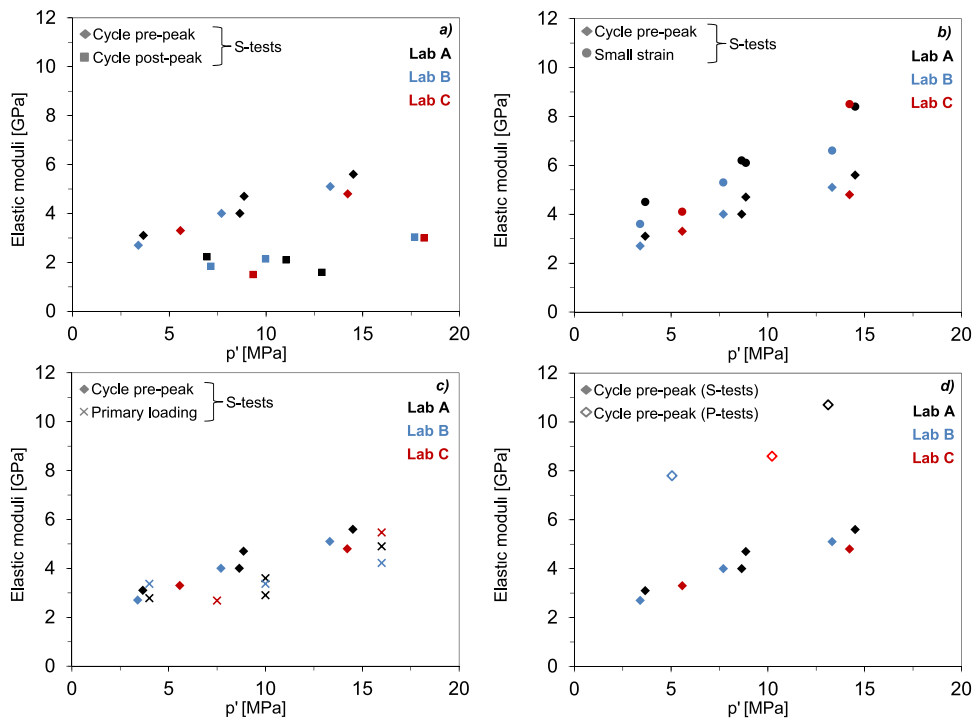 12
10
8
6
4
2
0
Elastic moduli [GPa]
Cycle pre-peak
Cycle post-peak
S-tests
a)
Lab A
Lab B
Lab C
0
5
10
15
20
p' [MPa]
12
10
8
6
4
2
0
Elastic moduli [GPa]
Cycle pre-peak
Small strain
S-tests
b)
Lab A
Lab B
Lab C
0
5
10
15
20
p' [MPa]
12
10
8
6
4
2
0
Elastic moduli [GPa]
Cycle pre-peak
Primary loading
S-tests
c)
Lab A
Lab B
Lab C
0
5
10
15
20
p' [MPa]
12
10
8
6
4
2
0
Elastic moduli [GPa]
Cycle pre-peak (S-tests)
Cycle pre-peak (P-tests)
d)
Lab A
Lab B
Lab C
0
5
10
15
20
p' [MPa]